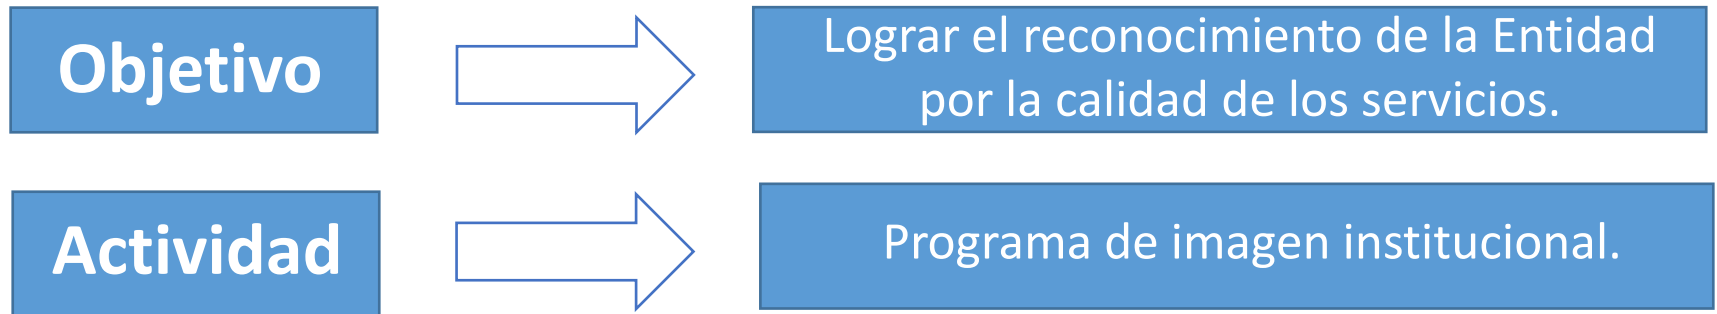 Objetivo
Lograr el reconocimiento de la Entidad
por la calidad de los servicios.
Actividad
Programa de imagen institucional.